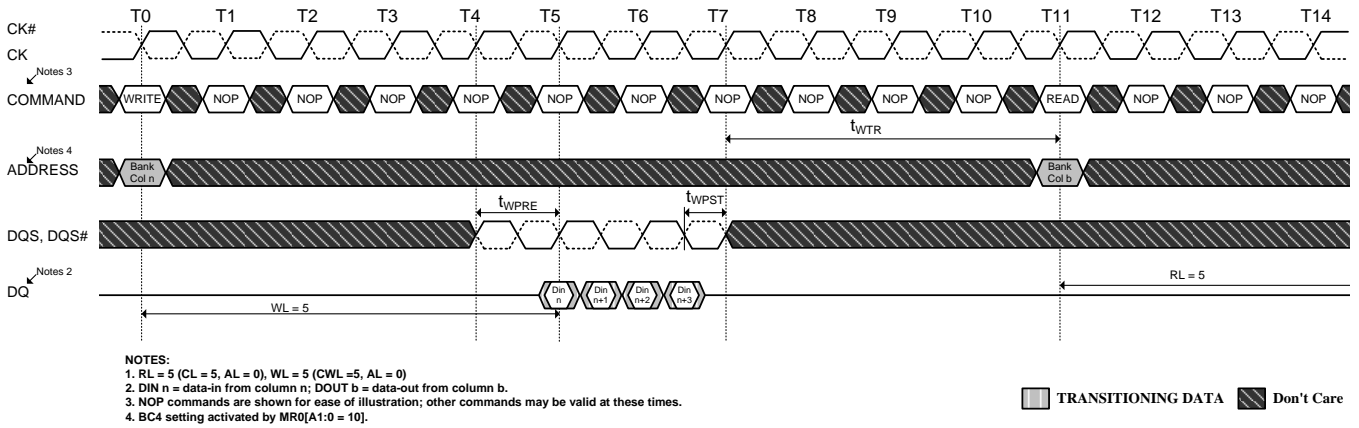 T0 T1 T2 T3 T4 T5 T6 T7 T8 T9 T10 T11 T12 T13 T14
CK#
CK
Notes 3
COMMAND WRITE NOP NOP NOP NOP NOP NOP NOP NOP NOP NOP READ NOP NOP NOP
tWTR
Notes 4
ADDRESS
Bank
Col n
Bank
Col b
tWPRE
tWPST
DQS, DQS#
Notes 2
DQ
Din
n
Din
n+1
Din
n+2
Din
n+3
RL = 5
WL = 5
NOTES:
1. RL = 5 (CL = 5, AL = 0), WL = 5 (CWL =5, AL = 0)
2. DIN n = data-in from column n; DOUT b = data-out from column b.
3. NOP commands are shown for ease of illustration; other commands may be valid at these times.
4. BC4 setting activated by MR0[A1:0 = 10].
TRANSITIONING DATA
Don't Care